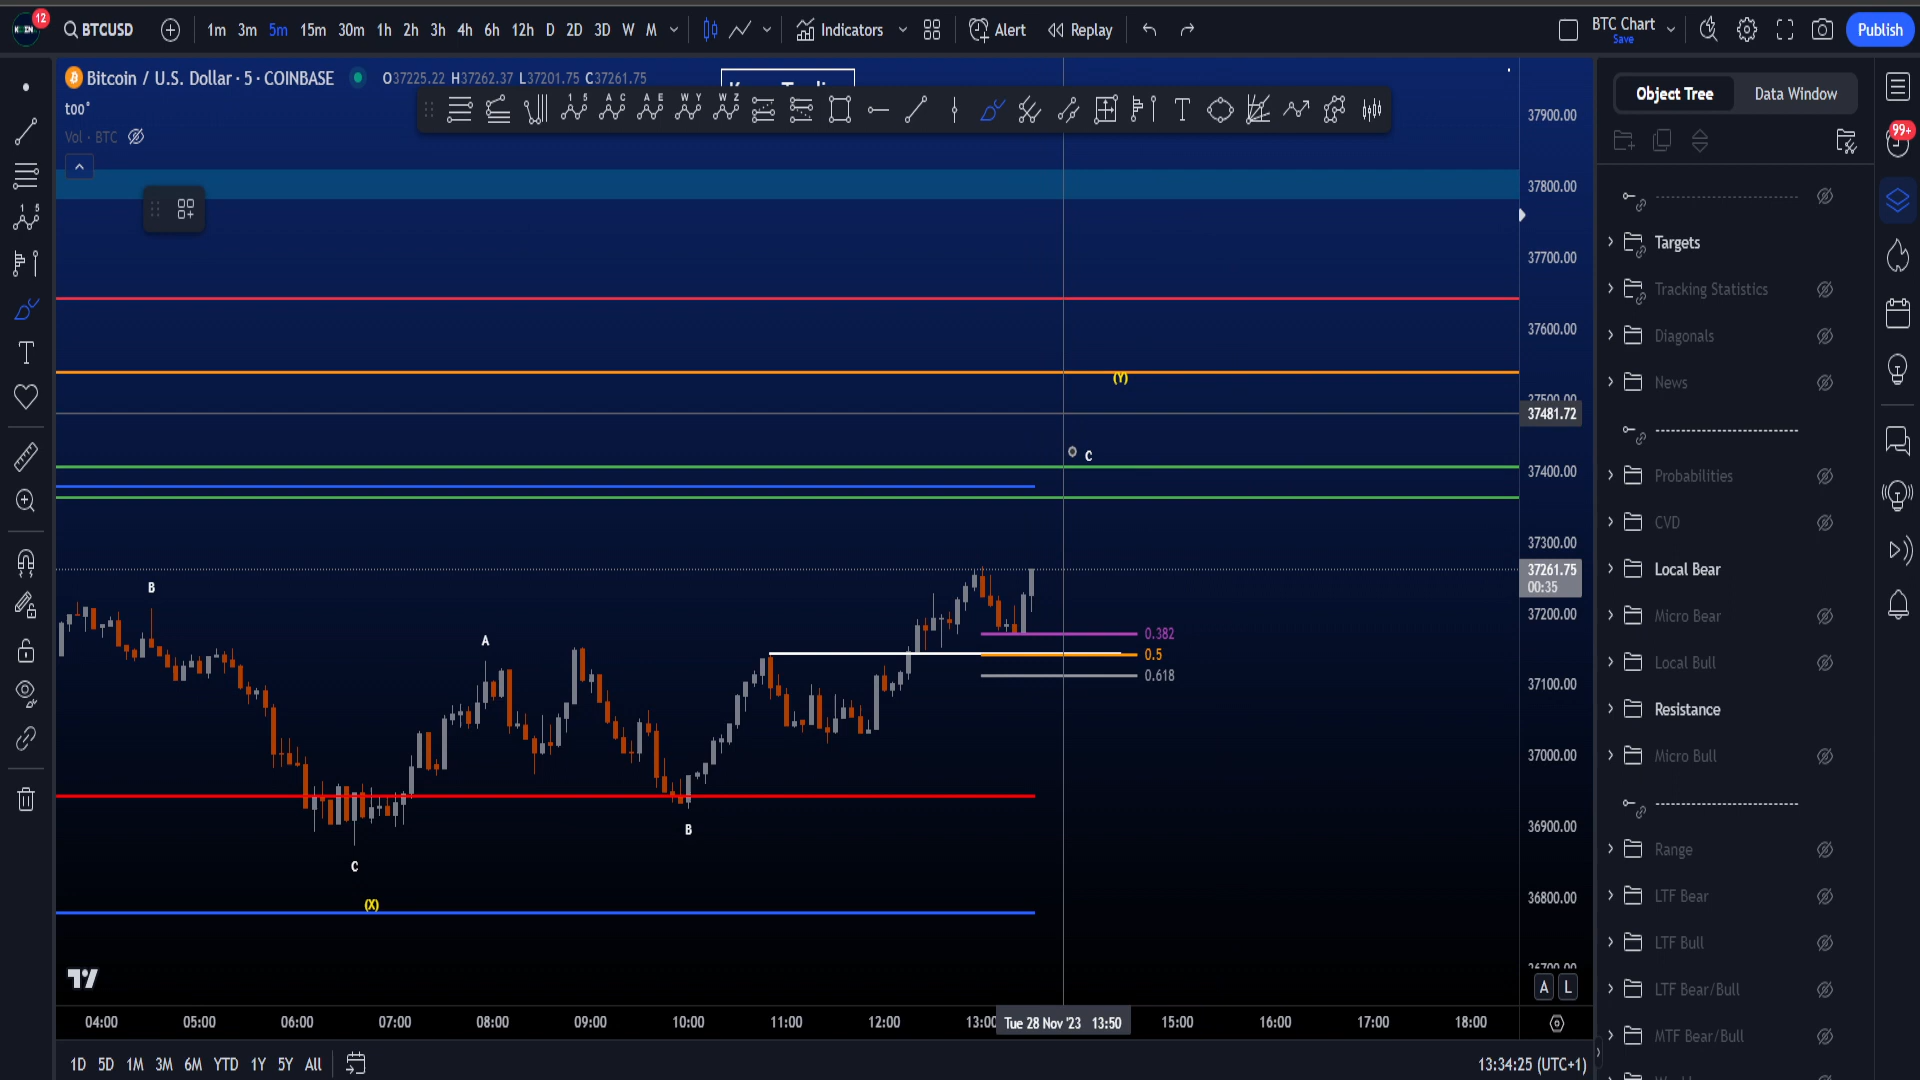 12
BTCUSD
1m 3m 5m 15m 30m 1h 2h 3h 4h 6h 12h D 2D 3D W M
Indicators
Alert
Replay
BTC Chart
Save
Publish
Bitcoin / U.S. Dollar · 5 · COINBASE
O37225.22 H37262.37 L37201.75 C37261.75
too*
Vol · BTC
1 5
A C
A E
W Y
W Z
T
Object Tree
Data Window
99+
Targets
Tracking Statistics
Diagonals
News
Probabilities
CVD
Local Bear
Micro Bear
Local Bull
Resistance
Micro Bull
Range
LTF Bear
LTF Bull
LTF Bear/Bull
MTF Bear/Bull
37900.00
37800.00
37700.00
37600.00
37500.00
37481.72
37400.00
37300.00
37261.75
00:35
37200.00
37100.00
37000.00
36900.00
36800.00
36700.00
(Y)
C
B
A
0.382
0.5
0.618
B
C
(X)
A L
04:00 05:00 06:00 07:00 08:00 09:00 10:00 11:00 12:00 13:00 Tue 28 Nov '23 13:50 15:00 16:00 17:00 18:00
1D 5D 1M 3M 6M YTD 1Y 5Y All
13:34:25 (UTC+1)